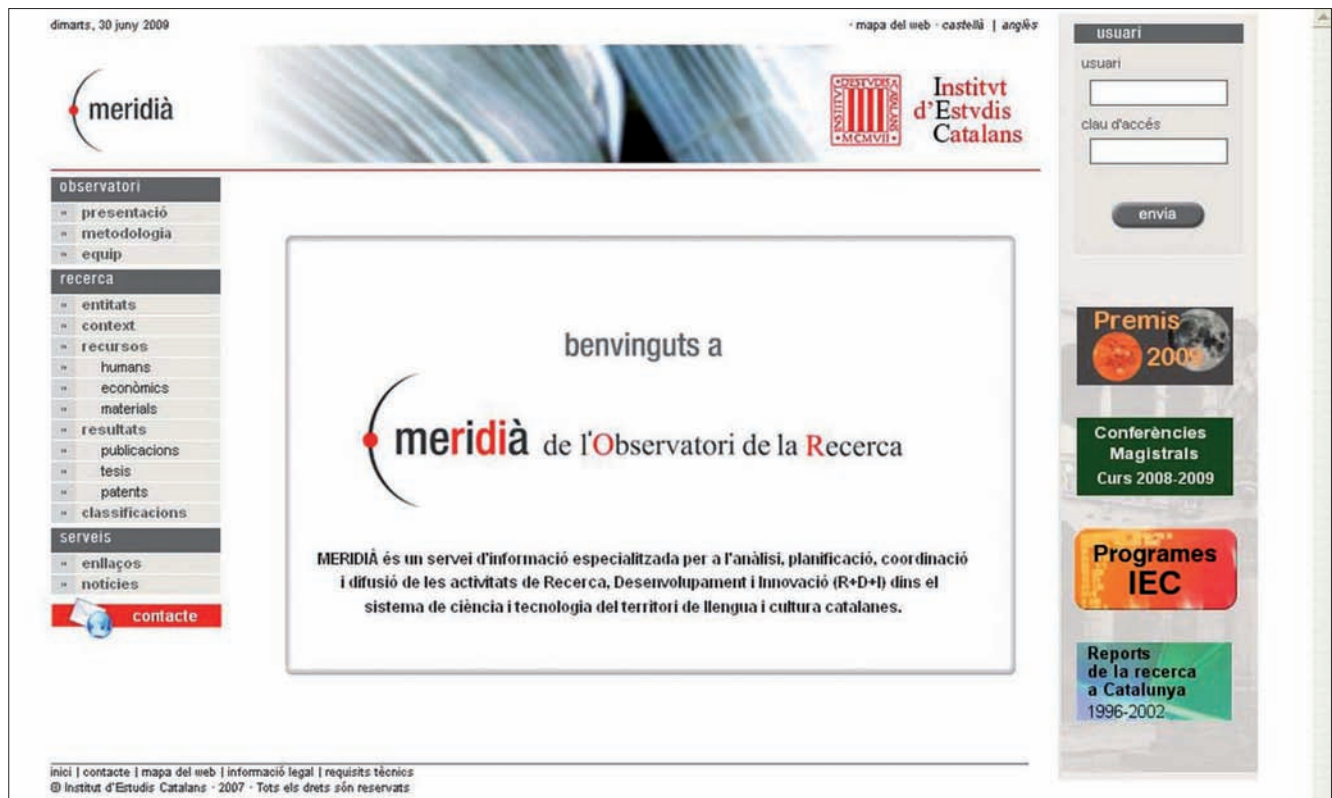 dimarts, 30 juny 2009
· mapa del web · castellà | anglès
meridià
INSTITVT D'ESTVDIS CATALANS
· MCMVII ·
Institvt
d'Estvdis
Catalans
observatori
» presentació
» metodologia
» equip
recerca
» entitats
» context
» recursos
» humans
» econòmics
» materials
» resultats
» publicacions
» tesis
» patents
» classificacions
serveis
» enllaços
» notícies
contacte
benvinguts a
meridià de l'Observatori de la Recerca
MERIDIÀ és un servei d'informació especialitzada per a l'anàlisi, planificació, coordinació
i difusió de les activitats de Recerca, Desenvolupament i Innovació (R+D+I) dins el
sistema de ciència i tecnologia del territori de llengua i cultura catalanes.
usuari
usuari
clau d'accés
envia
Premis
2009
Conferències
Magistrals
Curs 2008-2009
Programes
IEC
Reports
de la recerca
a Catalunya
1996-2002
inici | contacte | mapa del web | informació legal | requisits tècnics
© Institut d'Estudis Catalans · 2007 · Tots els drets són reservats